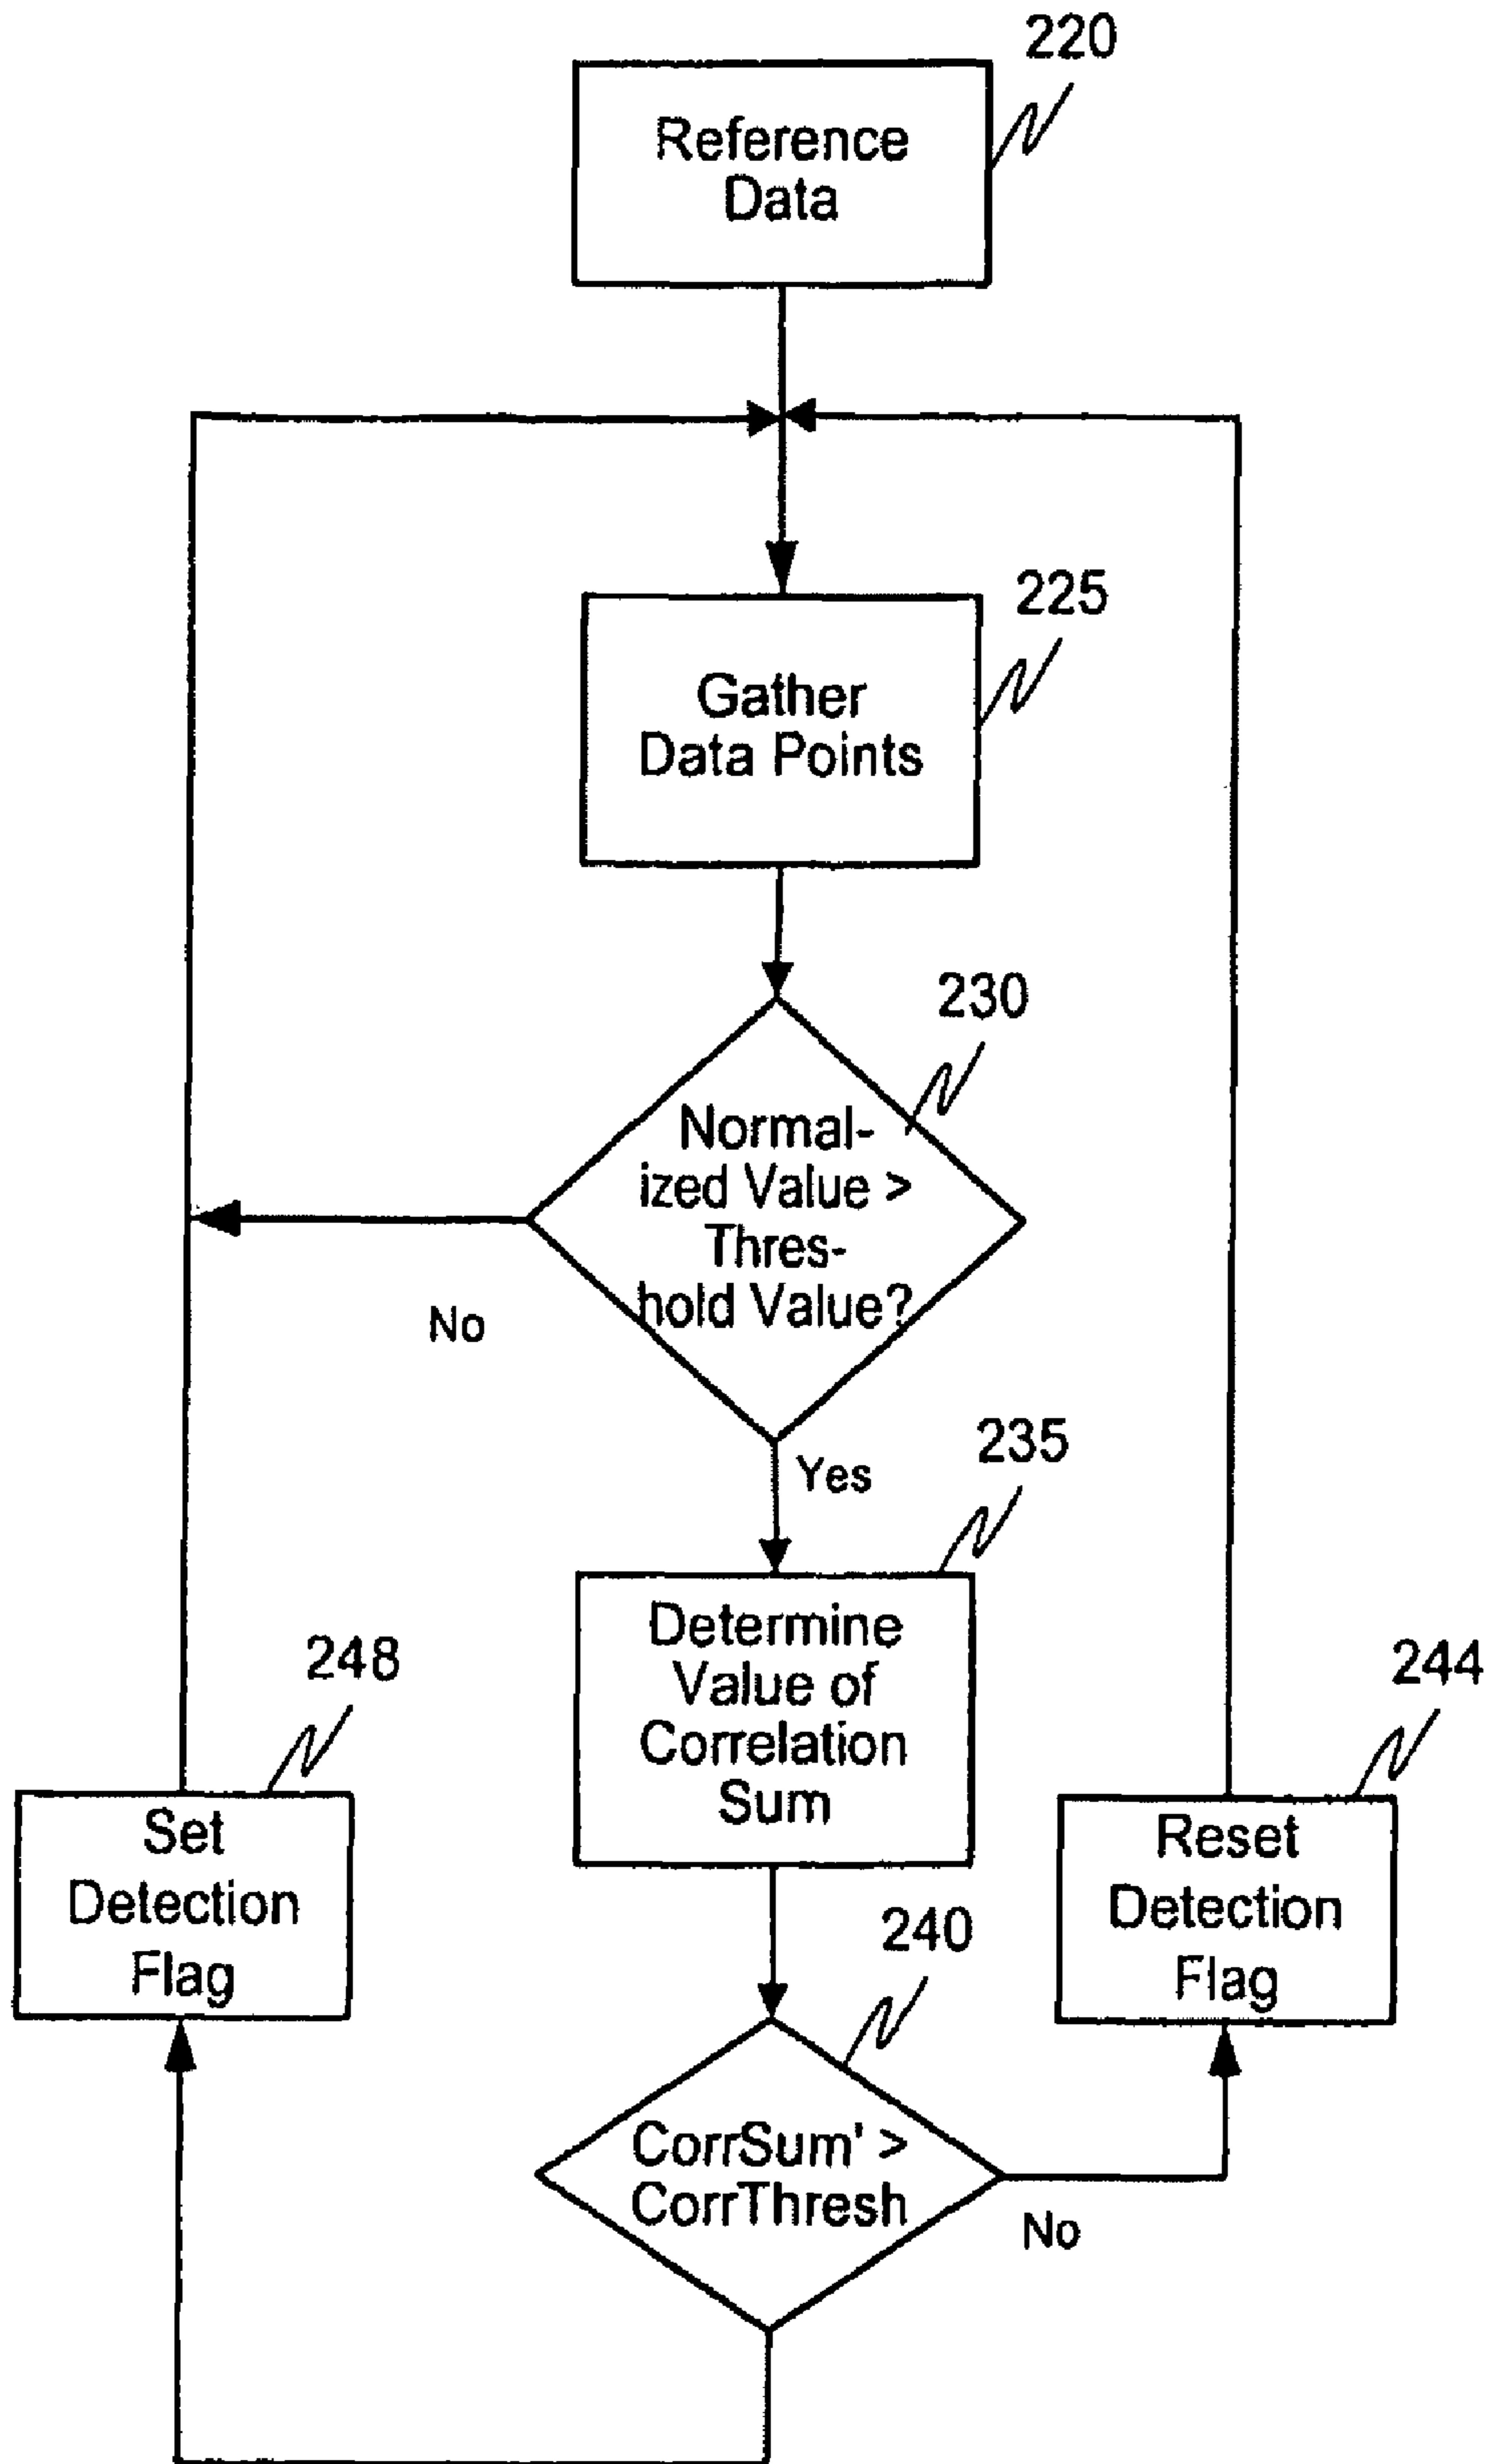 220
Reference
Data
225
Gather
Data Points
230
Normal-
ized Value >
Thres-
hold Value?
No
Yes
235
Determine
Value of
Correlation
Sum
248
Set
Detection
Flag
244
Reset
Detection
Flag
240
CorrSum' >
CorrThresh
No